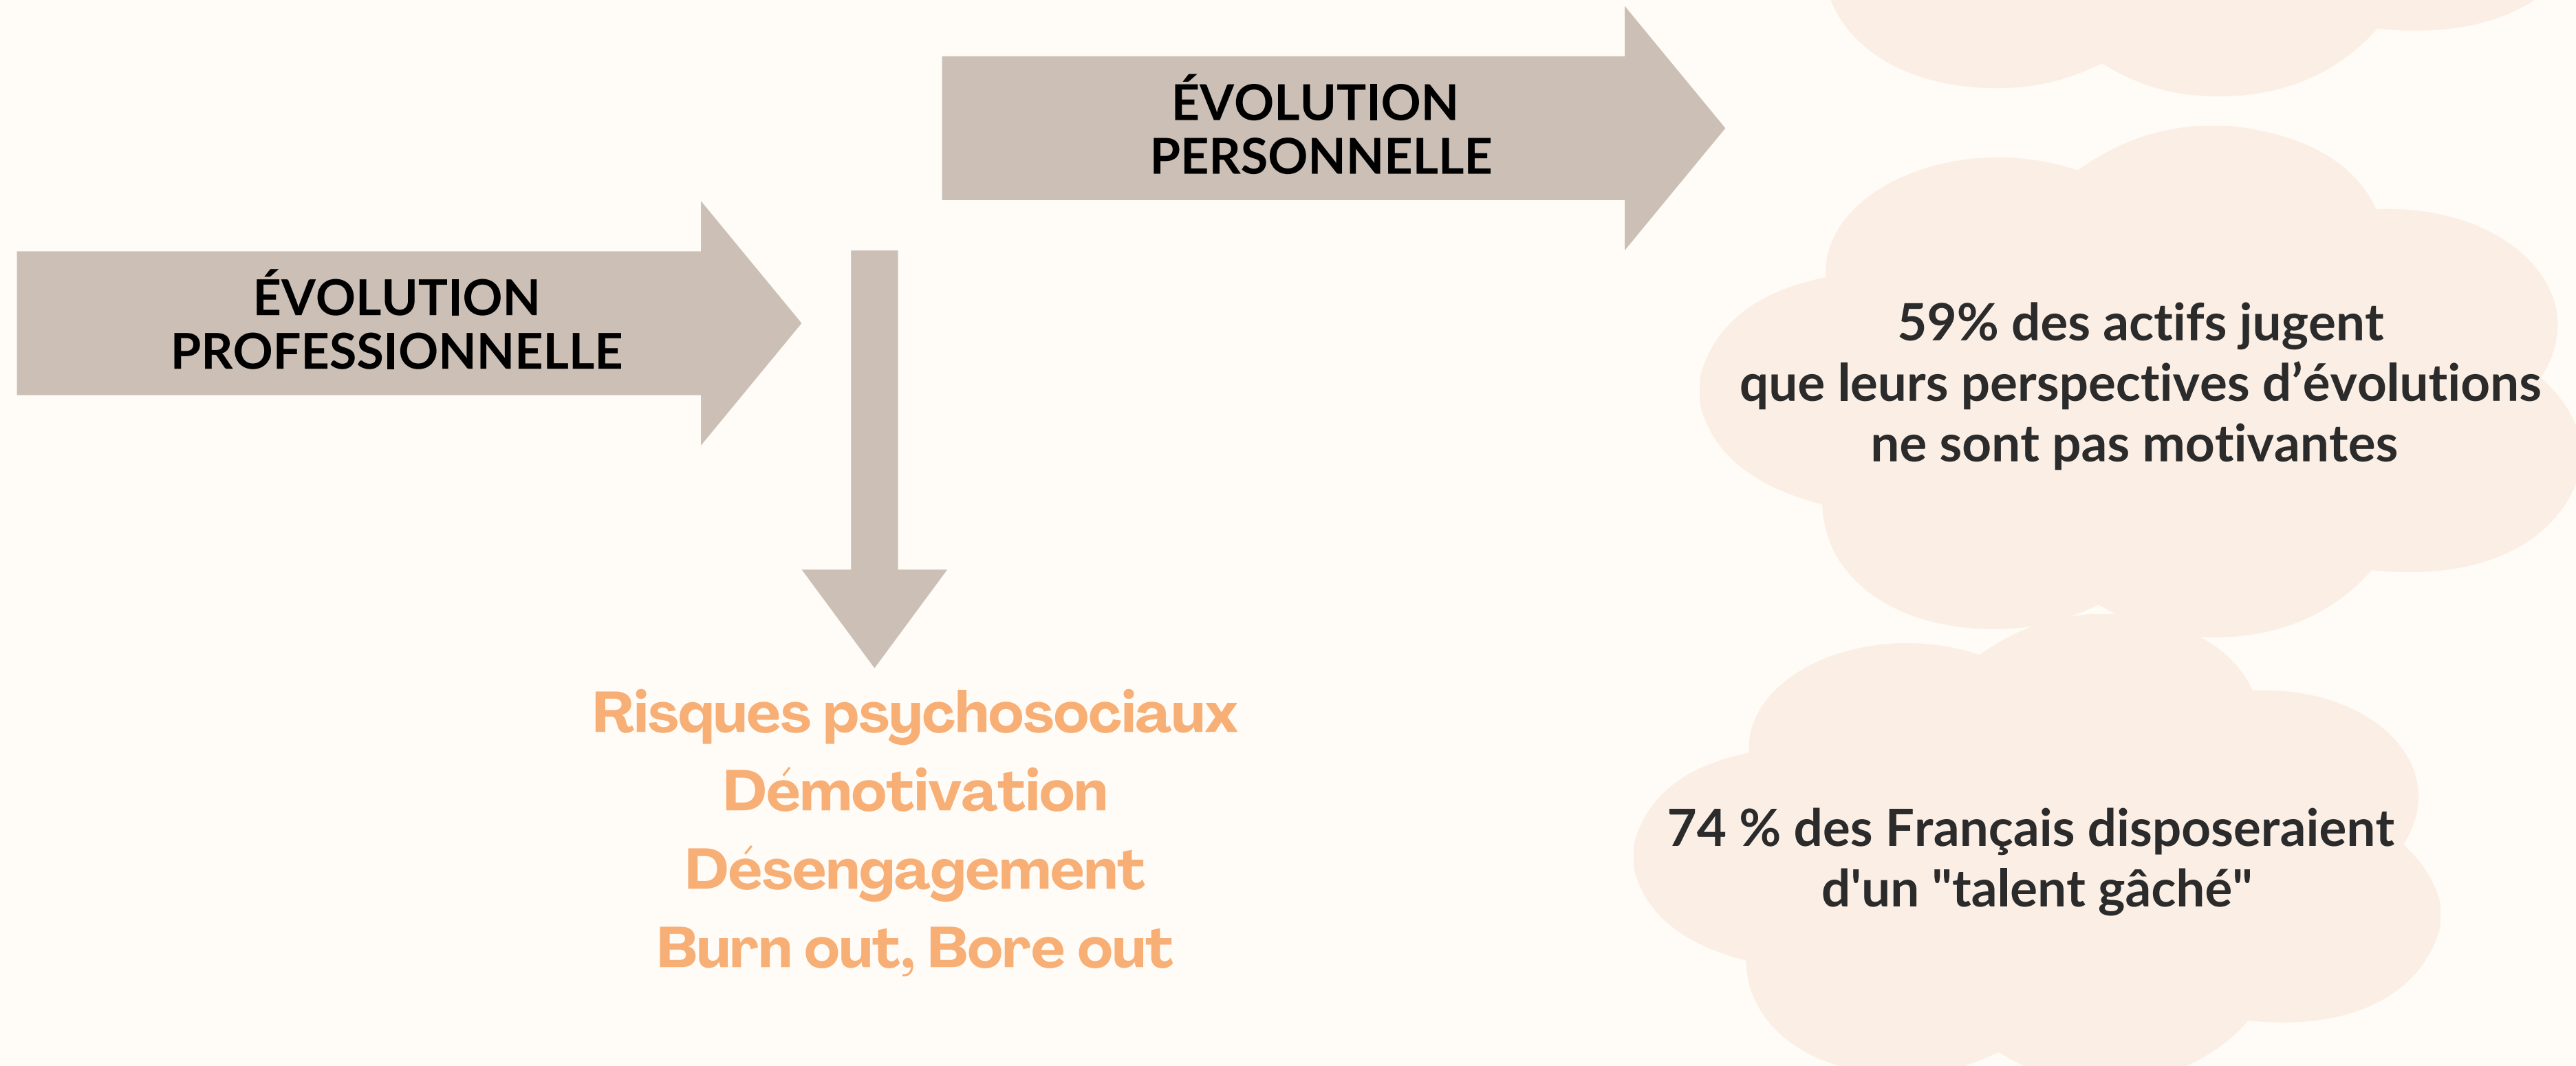 ÉVOLUTION
PERSONNELLE
ÉVOLUTION
PROFESSIONNELLE
59% des actifs jugent
que leurs perspectives d’évolutions
ne sont pas motivantes
Risques psychosociaux
Démotivation
Désengagement
Burn out, Bore out
74 % des Français disposeraient
d'un "talent gâché"